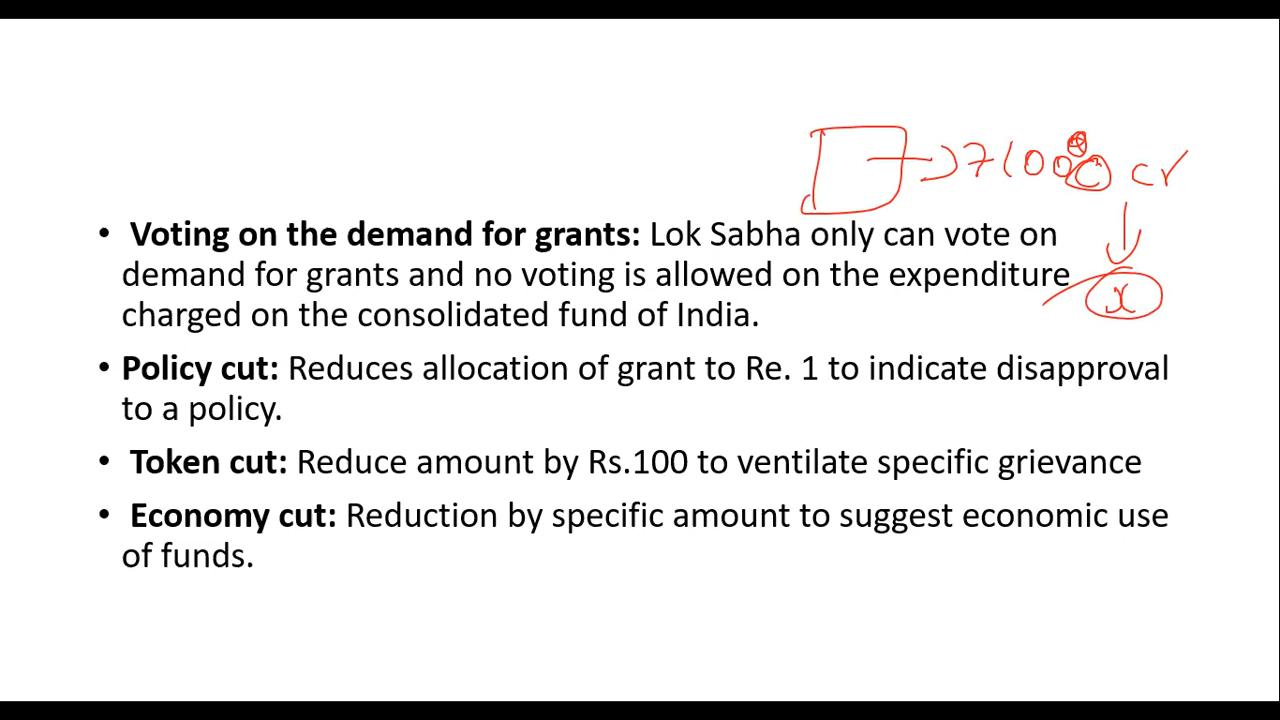 • Voting on the demand for grants: Lok Sabha only can vote on
demand for grants and no voting is allowed on the expenditure
charged on the consolidated fund of India.
x
• Policy cut: Reduces allocation of grant to Re. 1 to indicate disapproval
to a policy.
• Token cut: Reduce amount by Rs.100 to ventilate specific grievance
• Economy cut: Reduction by specific amount to suggest economic use
of funds.